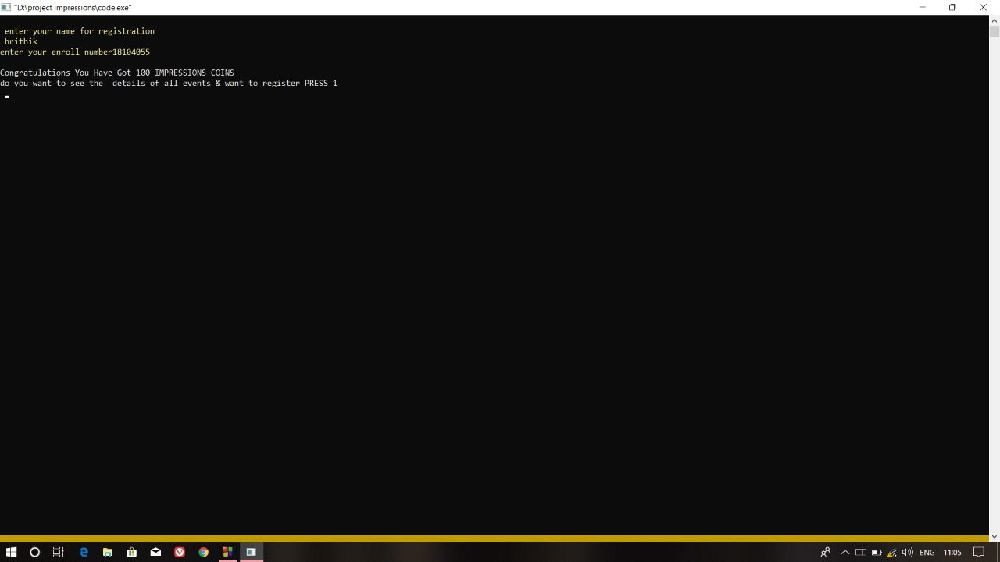 "D:\project impressions\code.exe"
enter your name for registration
hrithik
enter your enroll number18104055
Congratulations You Have Got 100 IMPRESSIONS COINS
do you want to see the  details of all events & want to register PRESS 1
ENG
11:05